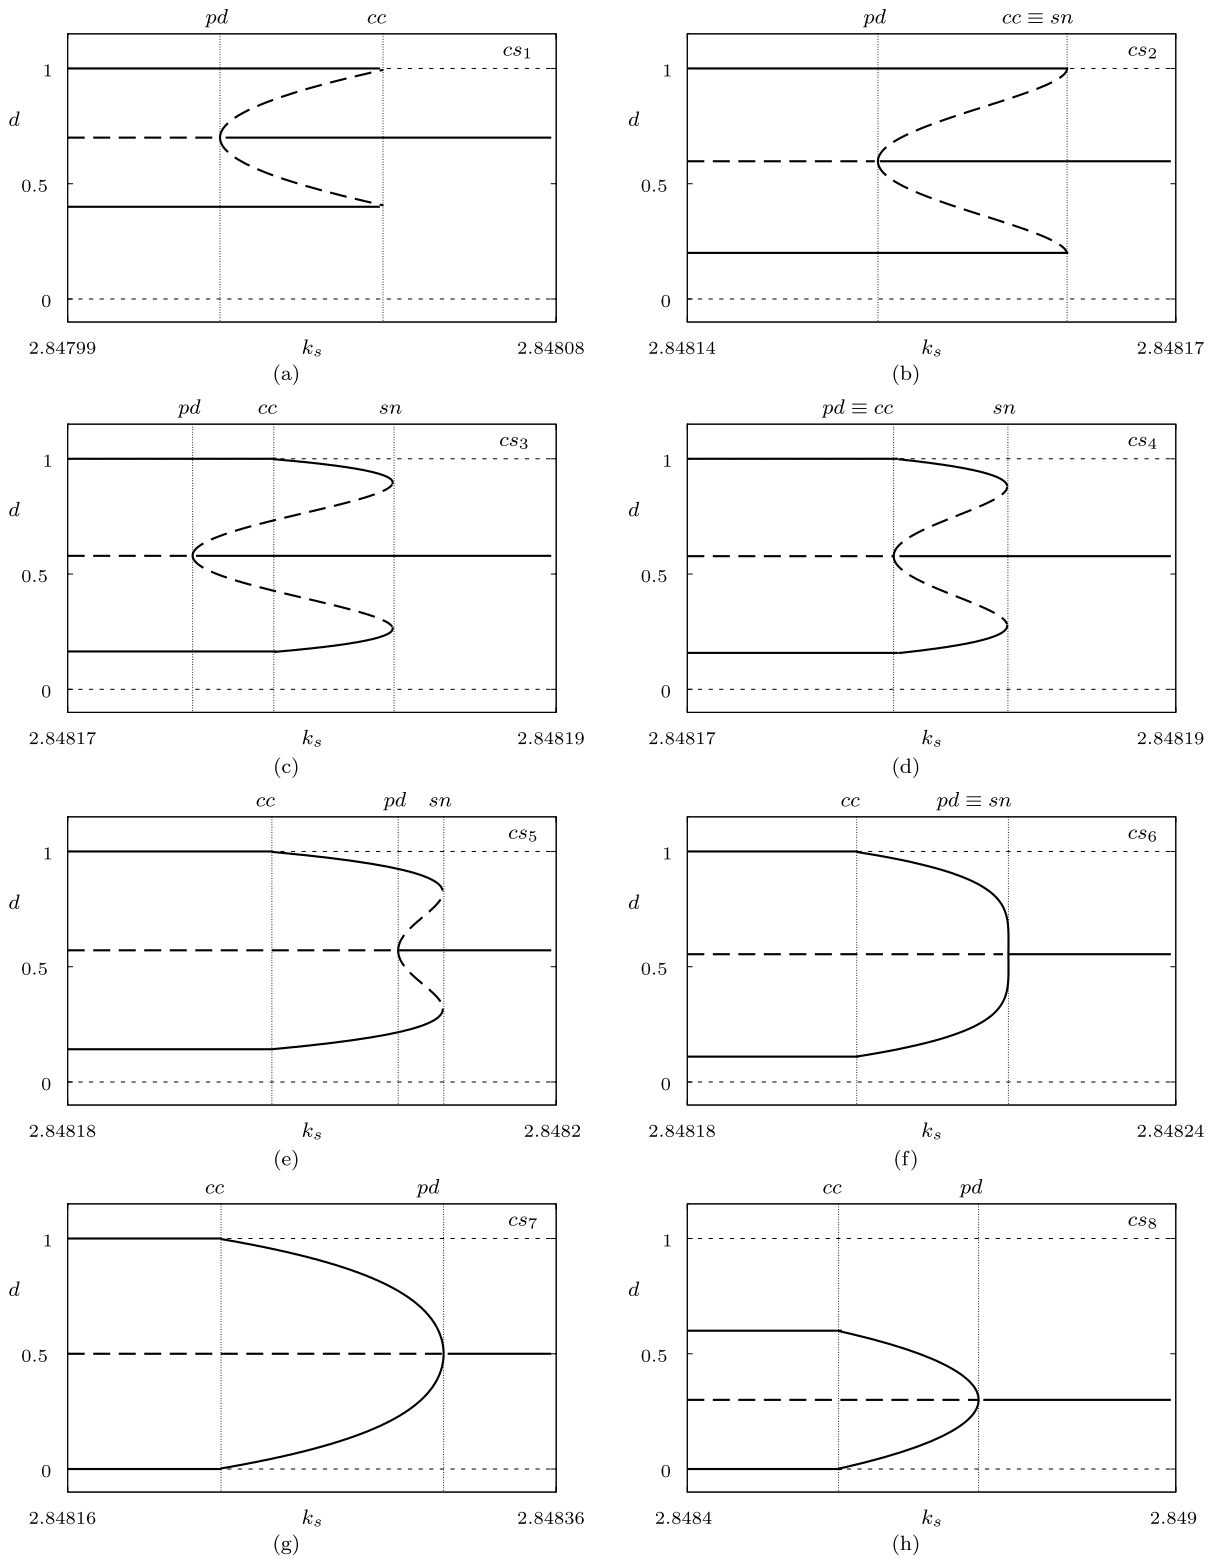 pd cc pd cc ≡ sn
cs₁ cs₂
1 1
d d
0.5 0.5
0 0
2.84799 kₛ 2.84808 2.84814 kₛ 2.84817
(a) (b)
pd cc sn pd ≡ cc sn
cs₃ cs₄
1 1
d d
0.5 0.5
0 0
2.84817 kₛ 2.84819 2.84817 kₛ 2.84819
(c) (d)
cc pd sn cc pd ≡ sn
cs₅ cs₆
1 1
d d
0.5 0.5
0 0
2.84818 kₛ 2.8482 2.84818 kₛ 2.84824
(e) (f)
cc pd cc pd
cs₇ cs₈
1 1
d d
0.5 0.5
0 0
2.84816 kₛ 2.84836 2.8484 kₛ 2.849
(g) (h)